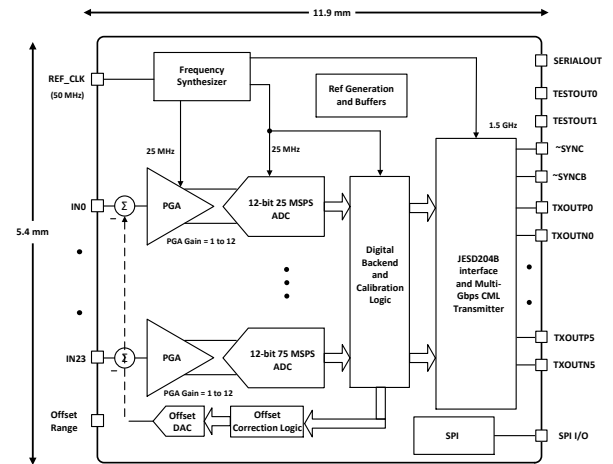 11.9 mm
5.4 mm
REF_CLK
(50 MHz)
Frequency
Synthesizer
Ref Generation
and Buffers
SERIALOUT
TESTOUT0
TESTOUT1
1.5 GHz
~SYNC
~SYNCB
25 MHz
25 MHz
IN0
Σ
PGA
12-bit 25 MSPS
ADC
PGA Gain = 1 to 12
TXOUTP0
TXOUTN0
Digital
Backend
and
Calibration
Logic
JESD204B
interface
and Multi-
Gbps CML
Transmitter
IN23
Σ
PGA
12-bit 75 MSPS
ADC
PGA Gain = 1 to 12
TXOUTP5
TXOUTN5
Offset
Range
Offset
DAC
Offset
Correction Logic
SPI
SPI I/O